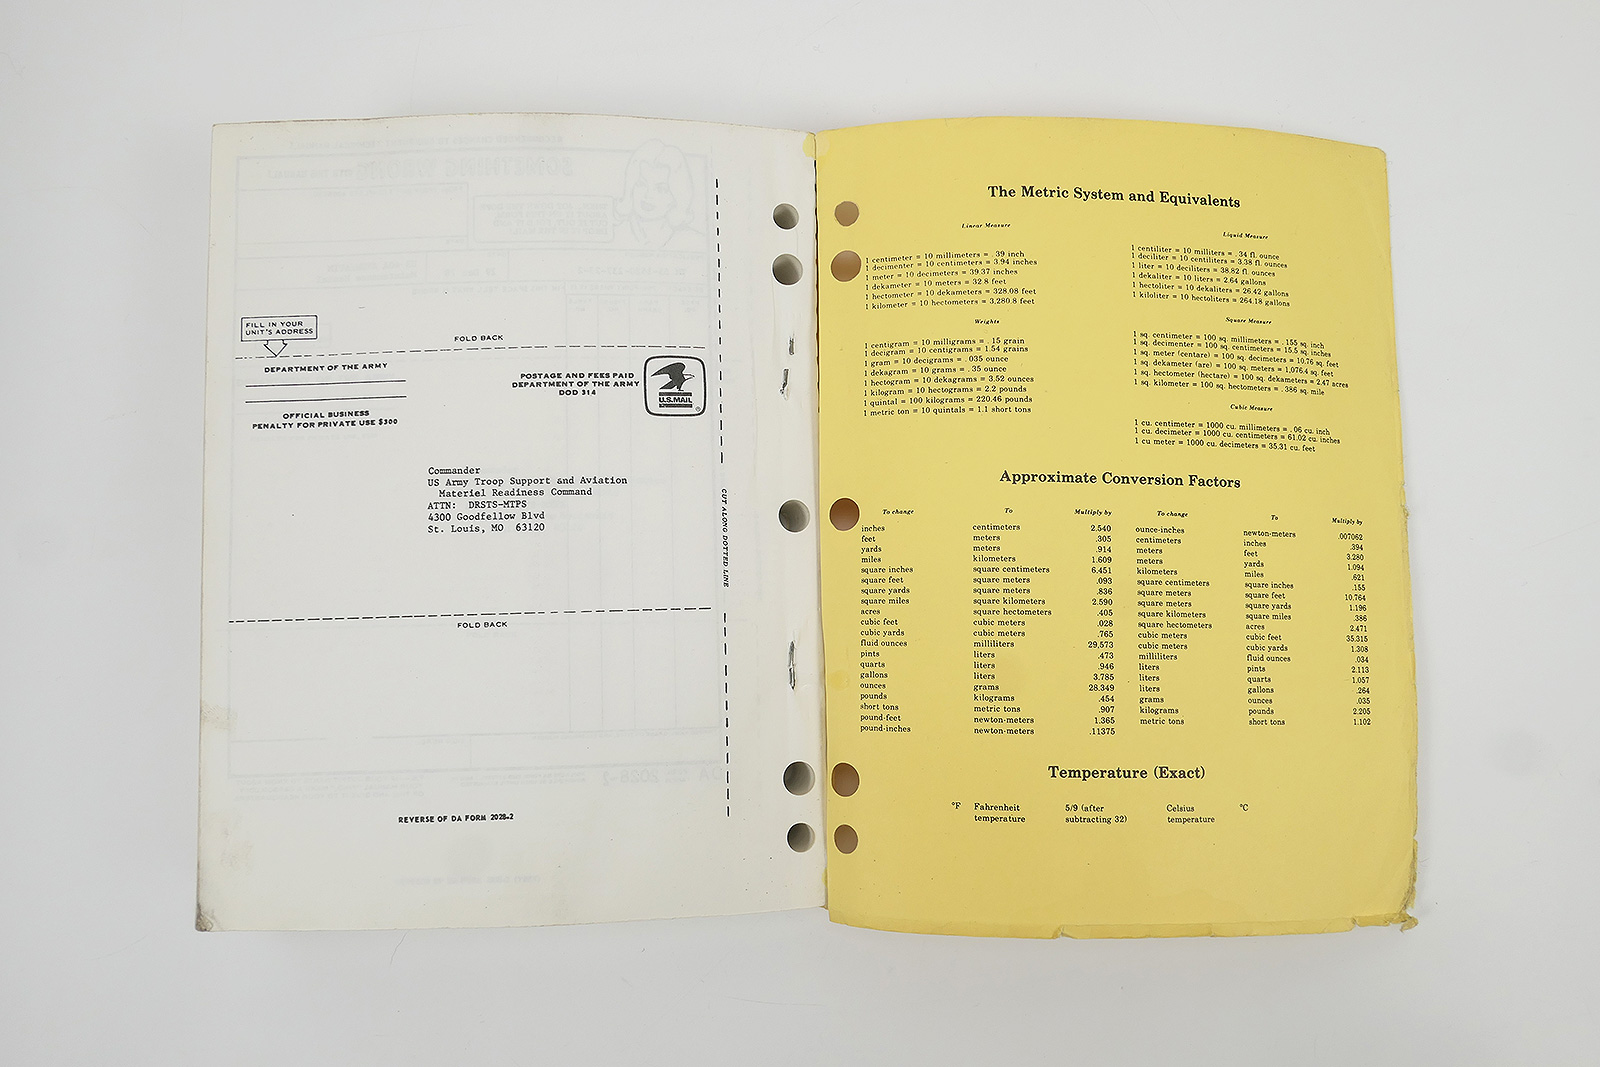 FILL IN YOUR
UNIT'S ADDRESS
FOLD BACK
DEPARTMENT OF THE ARMY
OFFICIAL BUSINESS
PENALTY FOR PRIVATE USE $300
POSTAGE AND FEES PAID
DEPARTMENT OF THE ARMY
DOD 314
U.S.MAIL
®
Commander
US Army Troop Support and Aviation
Materiel Readiness Command
ATTN: DRSTS-MTPS
4300 Goodfellow Blvd
St. Louis, MO 63120
CUT ALONG DOTTED LINE
FOLD BACK
REVERSE OF DA FORM 2028-2
The Metric System and Equivalents
Linear Measure
1 centimeter = 10 millimeters = .39 inch
1 decimenter = 10 centimeters = 3.94 inches
1 meter = 10 decimeters = 39.37 inches
1 dekameter = 10 meters = 32.8 feet
1 hectometer = 10 dekameters = 328.08 feet
1 kilometer = 10 hectometers = 3,280.8 feet
Weights
1 centigram = 10 milligrams = .15 grain
1 decigram = 10 centigrams = 1.54 grains
1 gram = 10 decigrams = .035 ounce
1 dekagram = 10 grams = .35 ounce
1 hectogram = 10 dekagrams = 3.52 ounces
1 kilogram = 10 hectograms = 2.2 pounds
1 quintal = 100 kilograms = 220.46 pounds
1 metric ton = 10 quintals = 1.1 short tons
Liquid Measure
1 centiliter = 10 milliters = .34 fl. ounce
1 deciliter = 10 centiliters = 3.38 fl. ounces
1 liter = 10 deciliters = 38.82 fl. ounces
1 dekaliter = 10 liters = 2.64 gallons
1 hectoliter = 10 dekaliters = 26.42 gallons
1 kiloliter = 10 hectoliters = 264.18 gallons
Square Measure
1 sq. centimeter = 100 sq. millimeters = .155 sq. inch
1 sq. decimenter = 100 sq. centimeters = 15.5 sq. inches
1 sq. meter (centare) = 100 sq. decimeters = 10.76 sq. feet
1 sq. dekameter (are) = 100 sq. meters = 1,076.4 sq. feet
1 sq. hectometer (hectare) = 100 sq. dekameters = 2.47 acres
1 sq. kilometer = 100 sq. hectometers = .386 sq. mile
Cubic Measure
1 cu. centimeter = 1000 cu. millimeters = .06 cu. inch
1 cu. decimeter = 1000 cu. centimeters = 61.02 cu. inches
1 cu meter = 1000 cu. decimeters = 35.31 cu. feet
Approximate Conversion Factors
To change To Multiply by
inches centimeters 2.540
feet meters .305
yards meters .914
miles kilometers 1.609
square inches square centimeters 6.451
square feet square meters .093
square yards square meters .836
square miles square kilometers 2.590
acres square hectometers .405
cubic feet cubic meters .028
cubic yards cubic meters .765
fluid ounces milliliters 29,573
pints liters .473
quarts liters .946
gallons liters 3.785
ounces grams 28.349
pounds kilograms .454
short tons metric tons .907
pound-feet newton-meters 1.365
pound-inches newton-meters .11375
To change To Multiply by
ounce-inches newton-meters .007062
centimeters inches .394
meters feet 3.280
meters yards 1.094
kilometers miles .621
square centimeters square inches .155
square meters square feet 10.764
square meters square yards 1.196
square kilometers square miles .386
square hectometers acres 2.471
cubic meters cubic feet 35.315
cubic meters cubic yards 1.308
milliliters fluid ounces .034
liters pints 2.113
liters quarts 1.057
liters gallons .264
grams ounces .035
kilograms pounds 2.205
metric tons short tons 1.102
Temperature (Exact)
°F Fahrenheit 5/9 (after Celsius °C
temperature subtracting 32) temperature